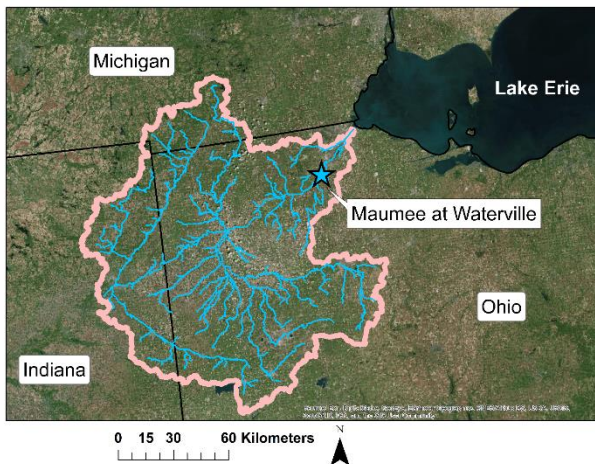 Michigan
Lake Erie
Maumee at Waterville
Ohio
Indiana
0 15 30 60 Kilometers
N